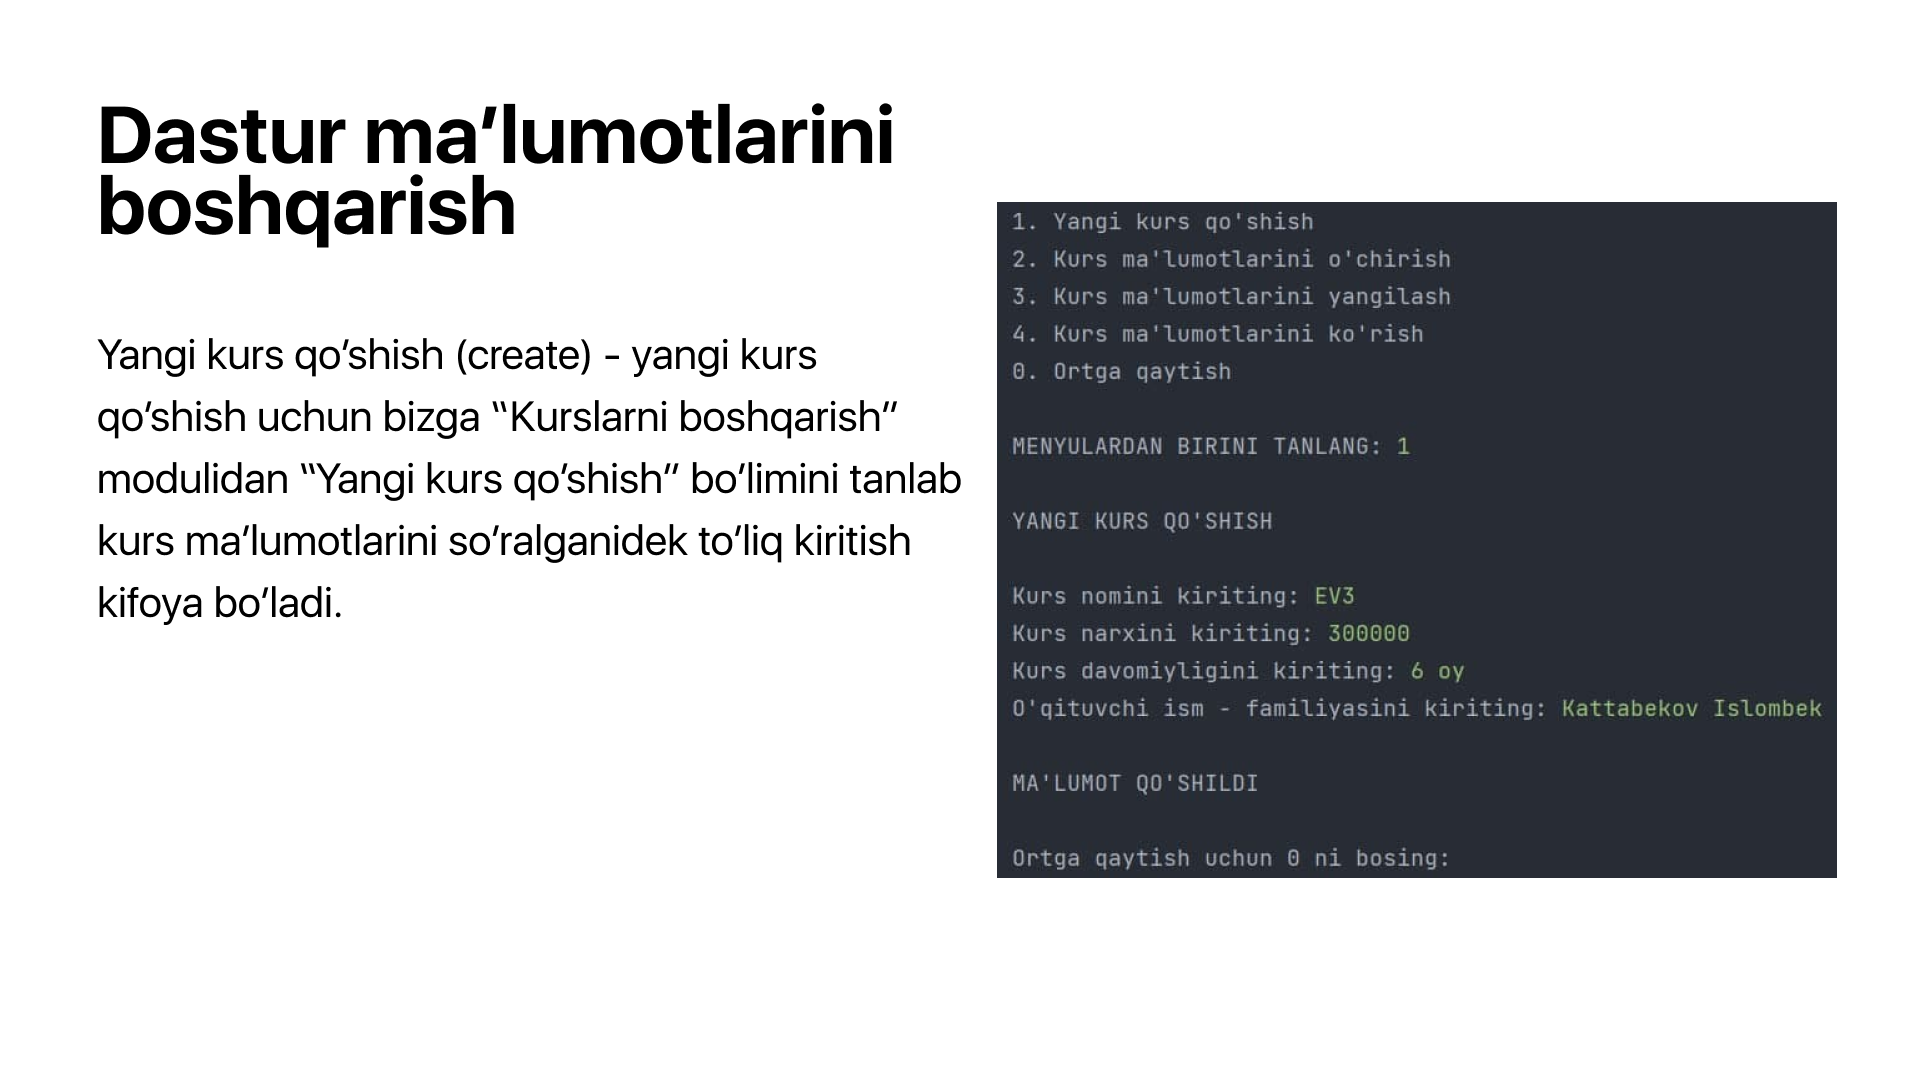 Dastur ma’lumotlarini
boshqarish
Yangi kurs qo’shish (create) - yangi kurs
qo’shish uchun bizga “Kurslarni boshqarish”
modulidan “Yangi kurs qo’shish” bo’limini tanlab
kurs ma’lumotlarini so’ralganidek to’liq kiritish
kifoya bo’ladi.
1. Yangi kurs qo'shish
2. Kurs ma'lumotlarini o'chirish
3. Kurs ma'lumotlarini yangilash
4. Kurs ma'lumotlarini ko'rish
0. Ortga qaytish
MENYULARDAN BIRINI TANLANG: 1
YANGI KURS QO'SHISH
Kurs nomini kiriting: EV3
Kurs narxini kiriting: 300000
Kurs davomiyligini kiriting: 6 oy
O'qituvchi ism - familiyasini kiriting: Kattabekov Islombek
MA'LUMOT QO'SHILDI
Ortga qaytish uchun 0 ni bosing: